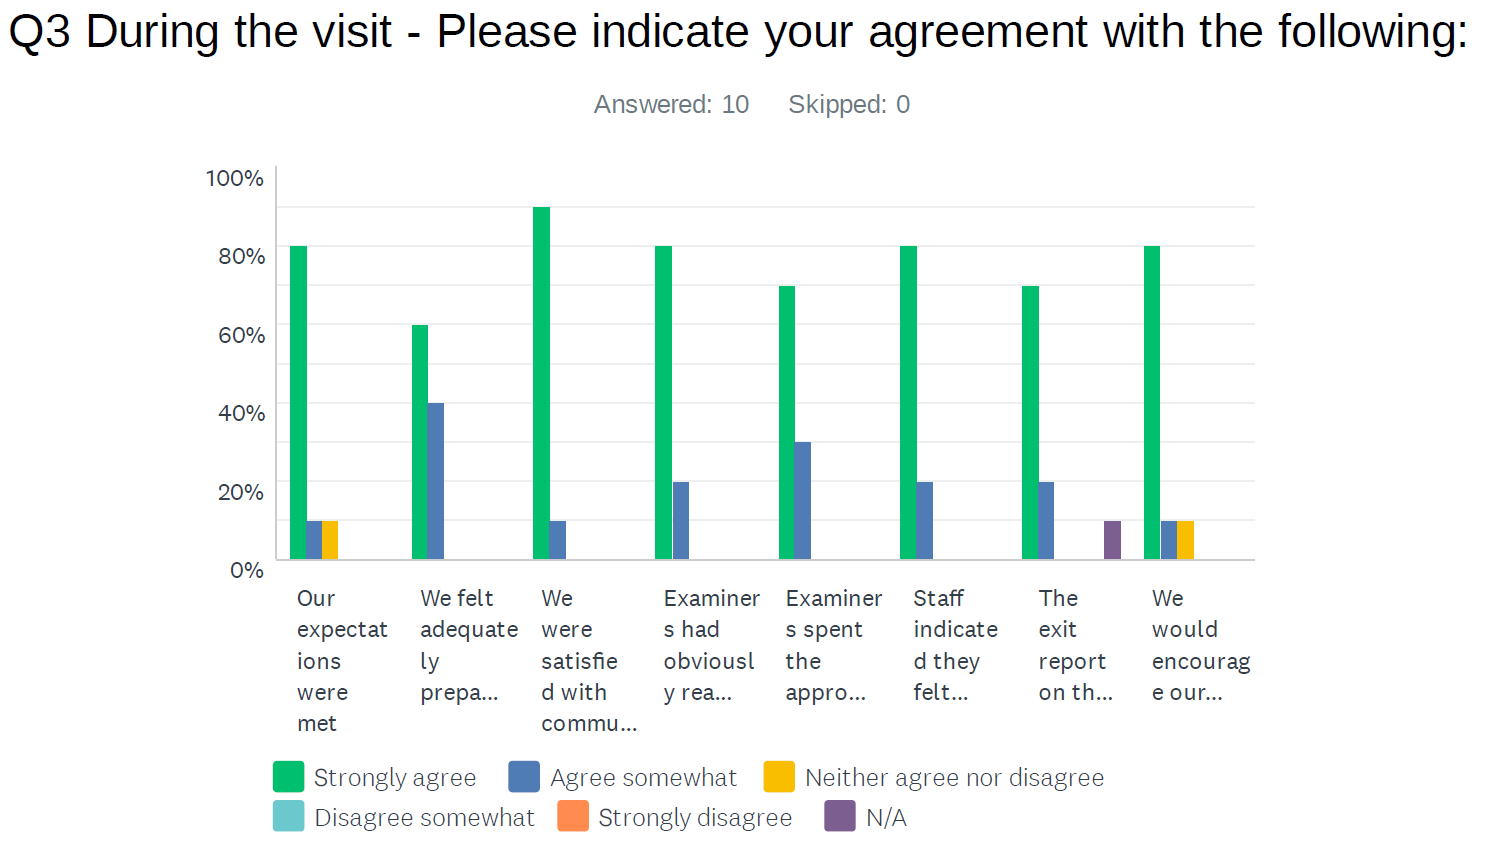 Q3 During the visit - Please indicate your agreement with the following:
Answered: 10 Skipped: 0
100%
80%
60%
40%
20%
0%
Our
expectat
ions
were
met
We felt
adequate
ly
prepa...
We
were
satisfie
d with
commu...
Examiner
s had
obviousl
y rea...
Examiner
s spent
the
appro...
Staff
indicate
d they
felt...
The
exit
report
on th...
We
would
encourag
e our...
Strongly agree Agree somewhat Neither agree nor disagree
Disagree somewhat Strongly disagree N/A